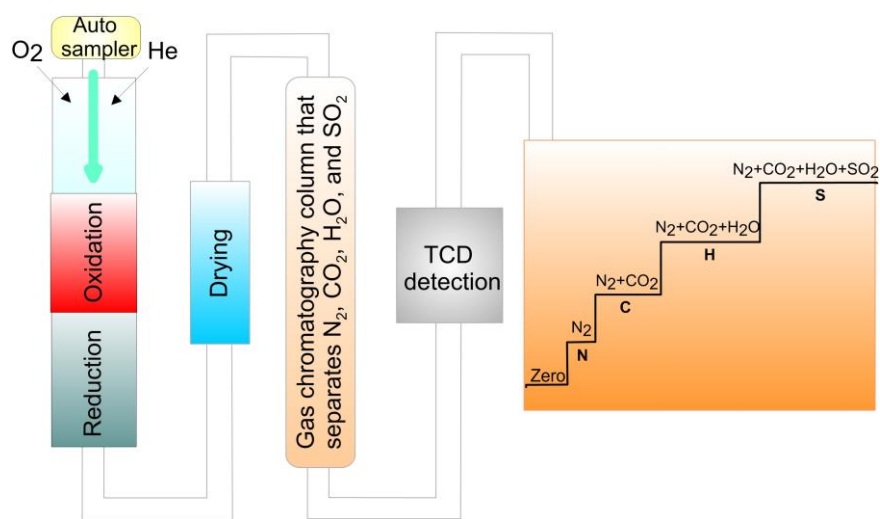 Auto
sampler
O2
He
Oxidation
Reduction
Drying
Gas chromatography column that
separates N₂, CO₂, H₂O, and SO₂
TCD
detection
N₂+CO₂+H₂O+SO₂
S
N₂+CO₂+H₂O
H
N₂+CO₂
C
N₂
N
Zero